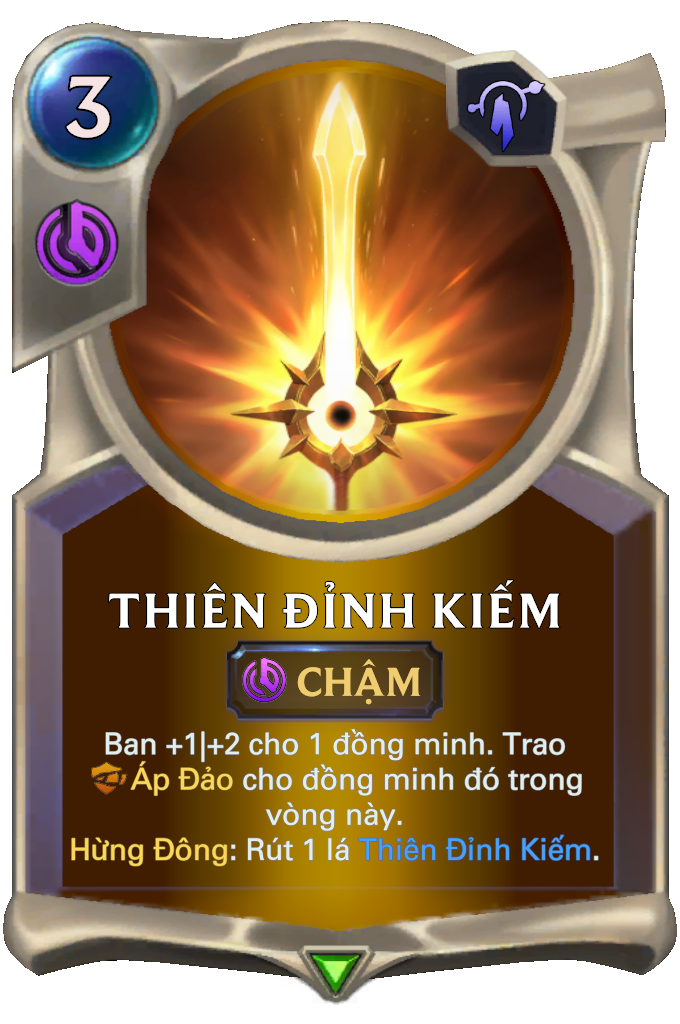 3
THIÊN ĐỈNH KIẾM
CHẬM
Ban +1|+2 cho 1 đồng minh. Trao
Áp Đảo cho đồng minh đó trong
vòng này.
Hừng Đông: Rút 1 lá Thiên Đỉnh Kiếm.